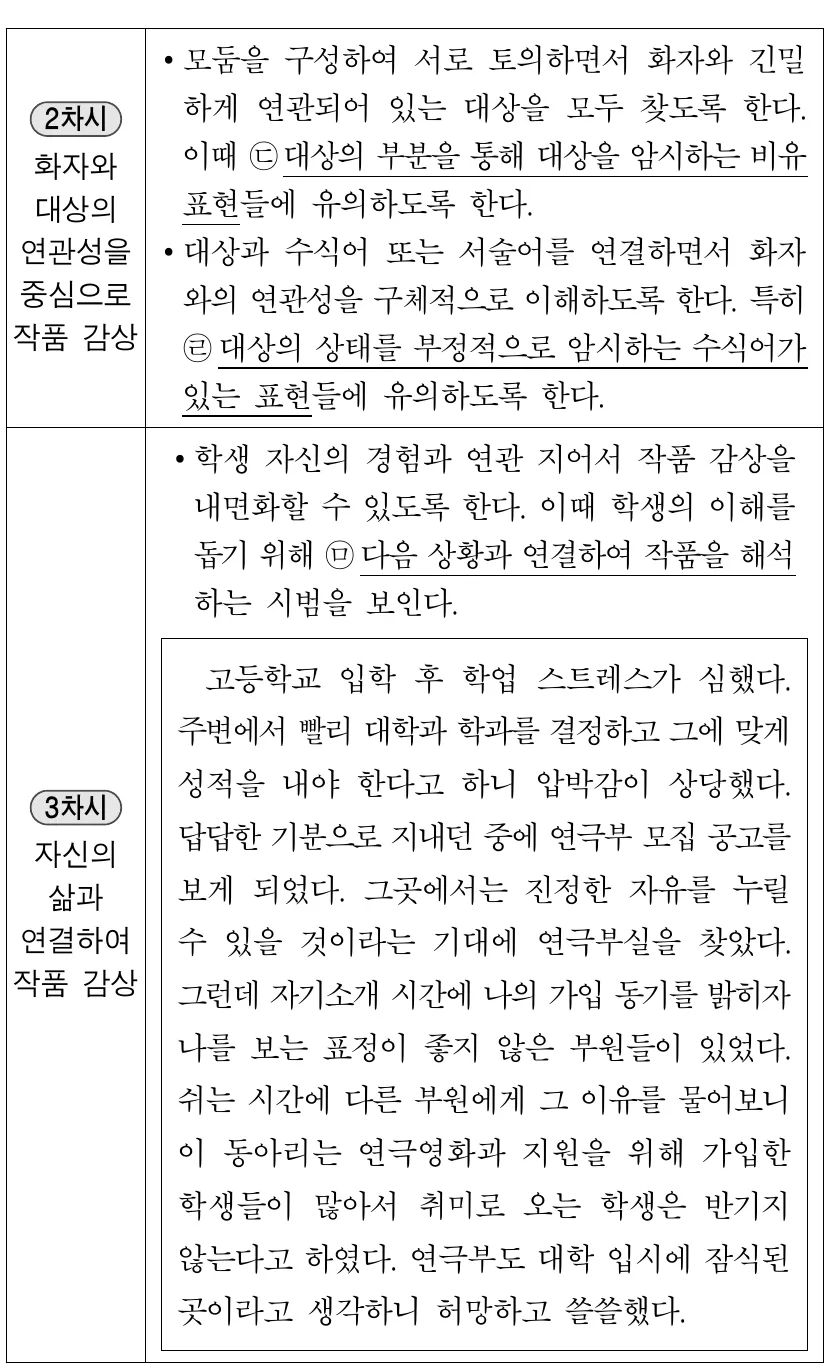 2차시
화자와
대상의
연관성을
중심으로
작품 감상
• 모둠을 구성하여 서로 토의하면서 화자와 긴밀
하게 연관되어 있는 대상을 모두 찾도록 한다.
이때 ㉢대상의 부분을 통해 대상을 암시하는 비유
표현들에 유의하도록 한다.
• 대상과 수식어 또는 서술어를 연결하면서 화자
와의 연관성을 구체적으로 이해하도록 한다. 특히
㉣대상의 상태를 부정적으로 암시하는 수식어가
있는 표현들에 유의하도록 한다.
3차시
자신의
삶과
연결하여
작품 감상
• 학생 자신의 경험과 연관 지어서 작품 감상을
내면화할 수 있도록 한다. 이때 학생의 이해를
돕기 위해 ㉤다음 상황과 연결하여 작품을 해석
하는 시범을 보인다.
고등학교 입학 후 학업 스트레스가 심했다.
주변에서 빨리 대학과 학과를 결정하고 그에 맞게
성적을 내야 한다고 하니 압박감이 상당했다.
답답한 기분으로 지내던 중에 연극부 모집 공고를
보게 되었다. 그곳에서는 진정한 자유를 누릴
수 있을 것이라는 기대에 연극부실을 찾았다.
그런데 자기소개 시간에 나의 가입 동기를 밝히자
나를 보는 표정이 좋지 않은 부원들이 있었다.
쉬는 시간에 다른 부원에게 그 이유를 물어보니
이 동아리는 연극영화과 지원을 위해 가입한
학생들이 많아서 취미로 오는 학생은 반기지
않는다고 하였다. 연극부도 대학 입시에 잠식된
곳이라고 생각하니 허망하고 쓸쓸했다.